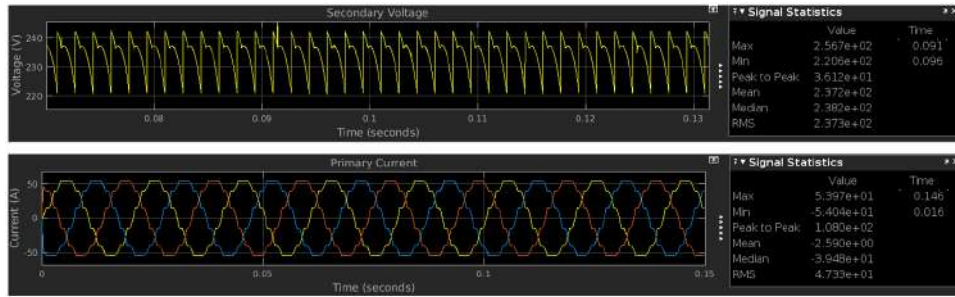 Secondary Voltage
Voltage (V)
240
230
220
0.08 0.09 0.1 0.11 0.12 0.13
Time (seconds)
Signal Statistics
Value Time
Max 2.567e+02 0.091
Min 2.206e+02 0.096
Peak to Peak 3.612e+01
Mean 2.372e+02
Median 2.382e+02
RMS 2.373e+02
Primary Current
Current (A)
50
0
-50
0 0.05 0.1 0.15
Time (seconds)
Signal Statistics
Value Time
Max 5.397e+01 0.146
Min -5.404e+01 0.016
Peak to Peak 1.080e+02
Mean -2.590e+00
Median -3.948e+01
RMS 4.733e+01